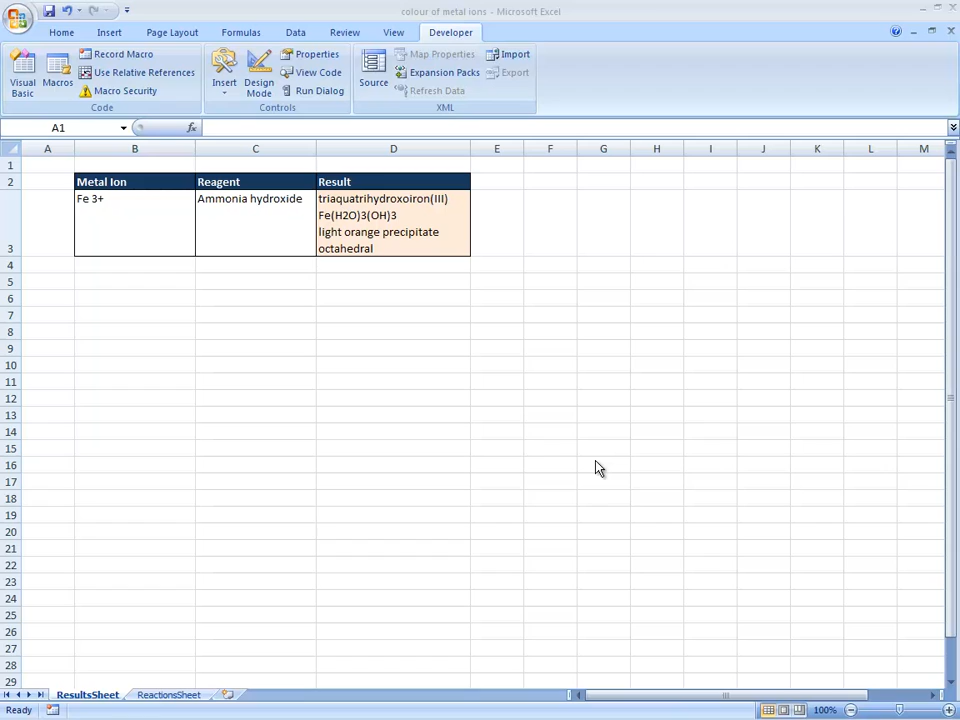 colour of metal ions - Microsoft Excel
Home Insert Page Layout Formulas Data Review View Developer
Visual Basic
Macros
Record Macro
Use Relative References
Macro Security
Code
Insert
Design Mode
Properties
View Code
Run Dialog
Controls
Source
Map Properties
Expansion Packs
Refresh Data
Import
Export
XML
A1 fx
A B C D E F G H I J K L M
1
2 Metal Ion Reagent Result
3 Fe 3+ Ammonia hydroxide triaquatrihydroxoiron(III)
Fe(H2O)3(OH)3
light orange precipitate
octahedral
4
5
6
7
8
9
10
11
12
13
14
15
16
17
18
19
20
21
22
23
24
25
26
27
28
29
ResultsSheet ReactionsSheet
Ready 100%